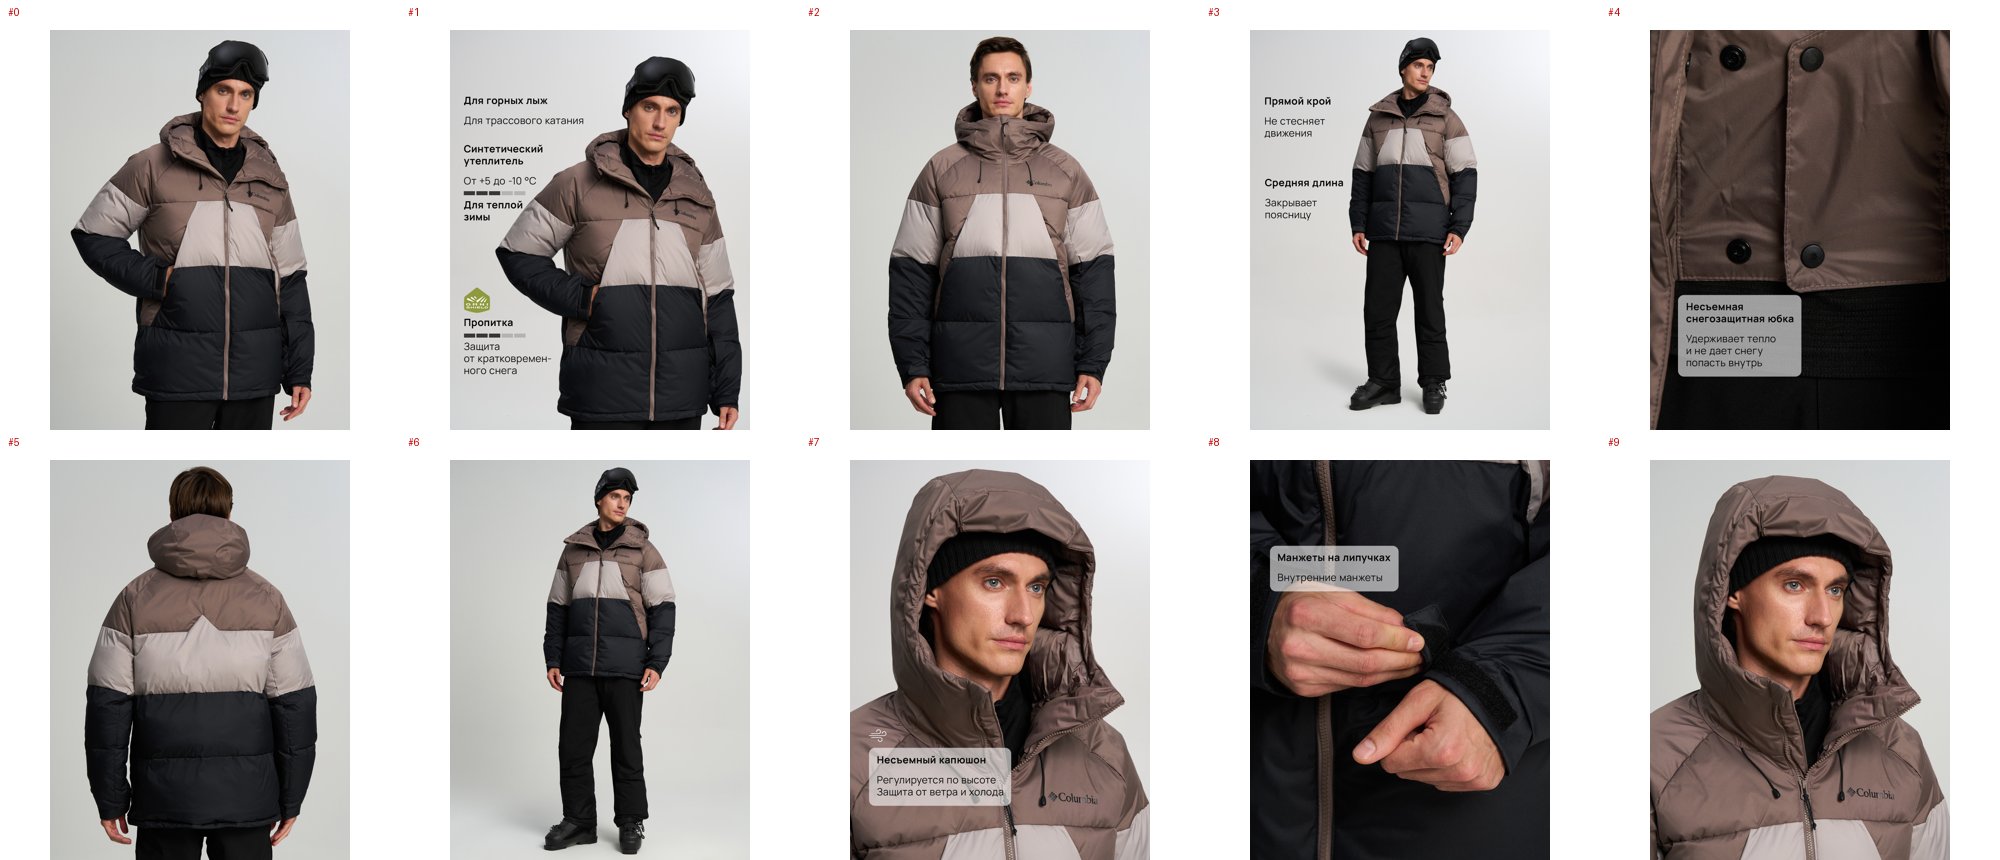 #0
#1
#2
#3
#4
Для горных лыж
Для трассового катания
Синтетический
утеплитель
От +5 до -10 °C
Для теплой
зимы
OMNI
SHIELD
Пропитка
Защита
от кратковремен-
ного снега
Columbia
Прямой крой
Не стесняет
движения
Средняя длина
Закрывает
поясницу
Несъемная
снегозащитная юбка
Удерживает тепло
и не дает снегу
попасть внутрь
#5
#6
#7
#8
#9
Несъемный капюшон
Регулируется по высоте
Защита от ветра и холода
Columbia
Манжеты на липучках
Внутренние манжеты
Columbia